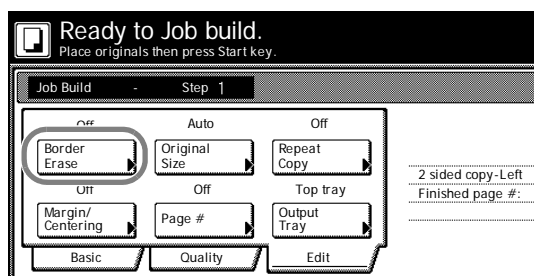 Ready to Job build.
Place originals then press Start key.
Job Build - Step 1
Off Auto Off
Border Erase
Original Size
Repeat Copy
Off Off Top tray
Margin/ Centering
Page #
Output Tray
2 sided copy-Left
Finished page #:
Basic Quality Edit